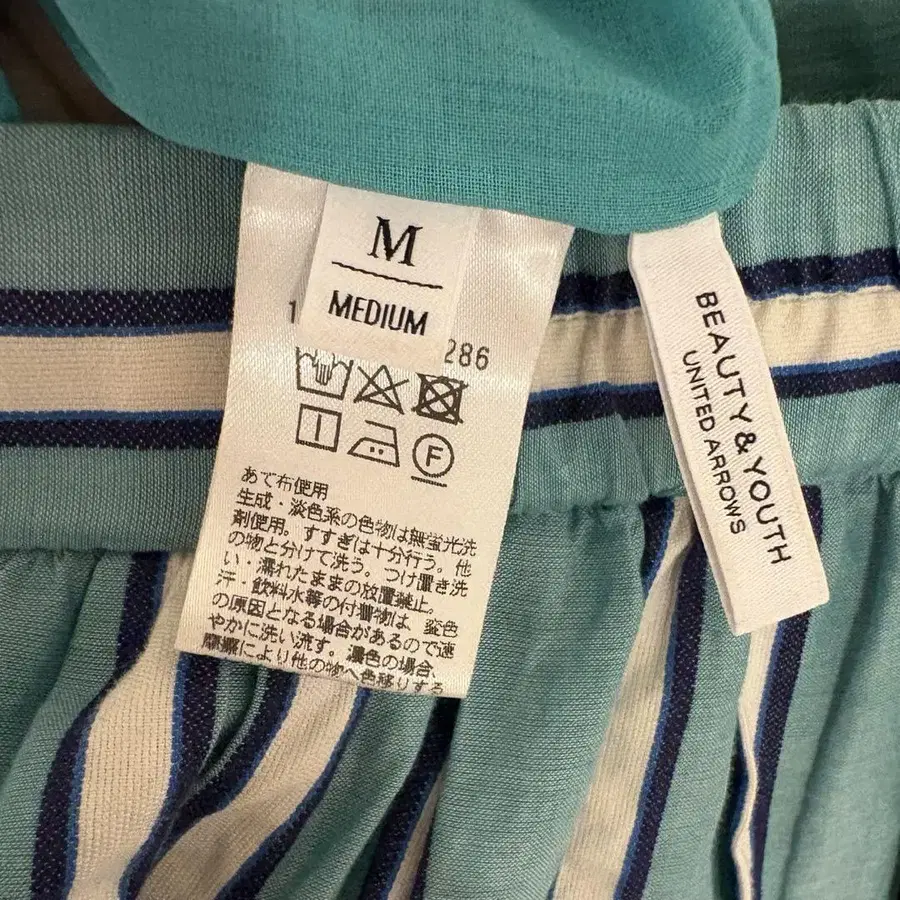 M
MEDIUM
1
286
F
あて布使用
生成・淡色系の色物は無蛍光洗
剤使用。すすぎは十分行う。他
の物と分けて洗う。つけ置き洗
い・濡れたままの放置禁止。
汗・飲料水等の付着物は、変色
の原因となる場合があるので速
やかに洗い流す。濃色の場合、
摩擦により他の物へ色移りする
BEAUTY & YOUTH
UNITED ARROWS